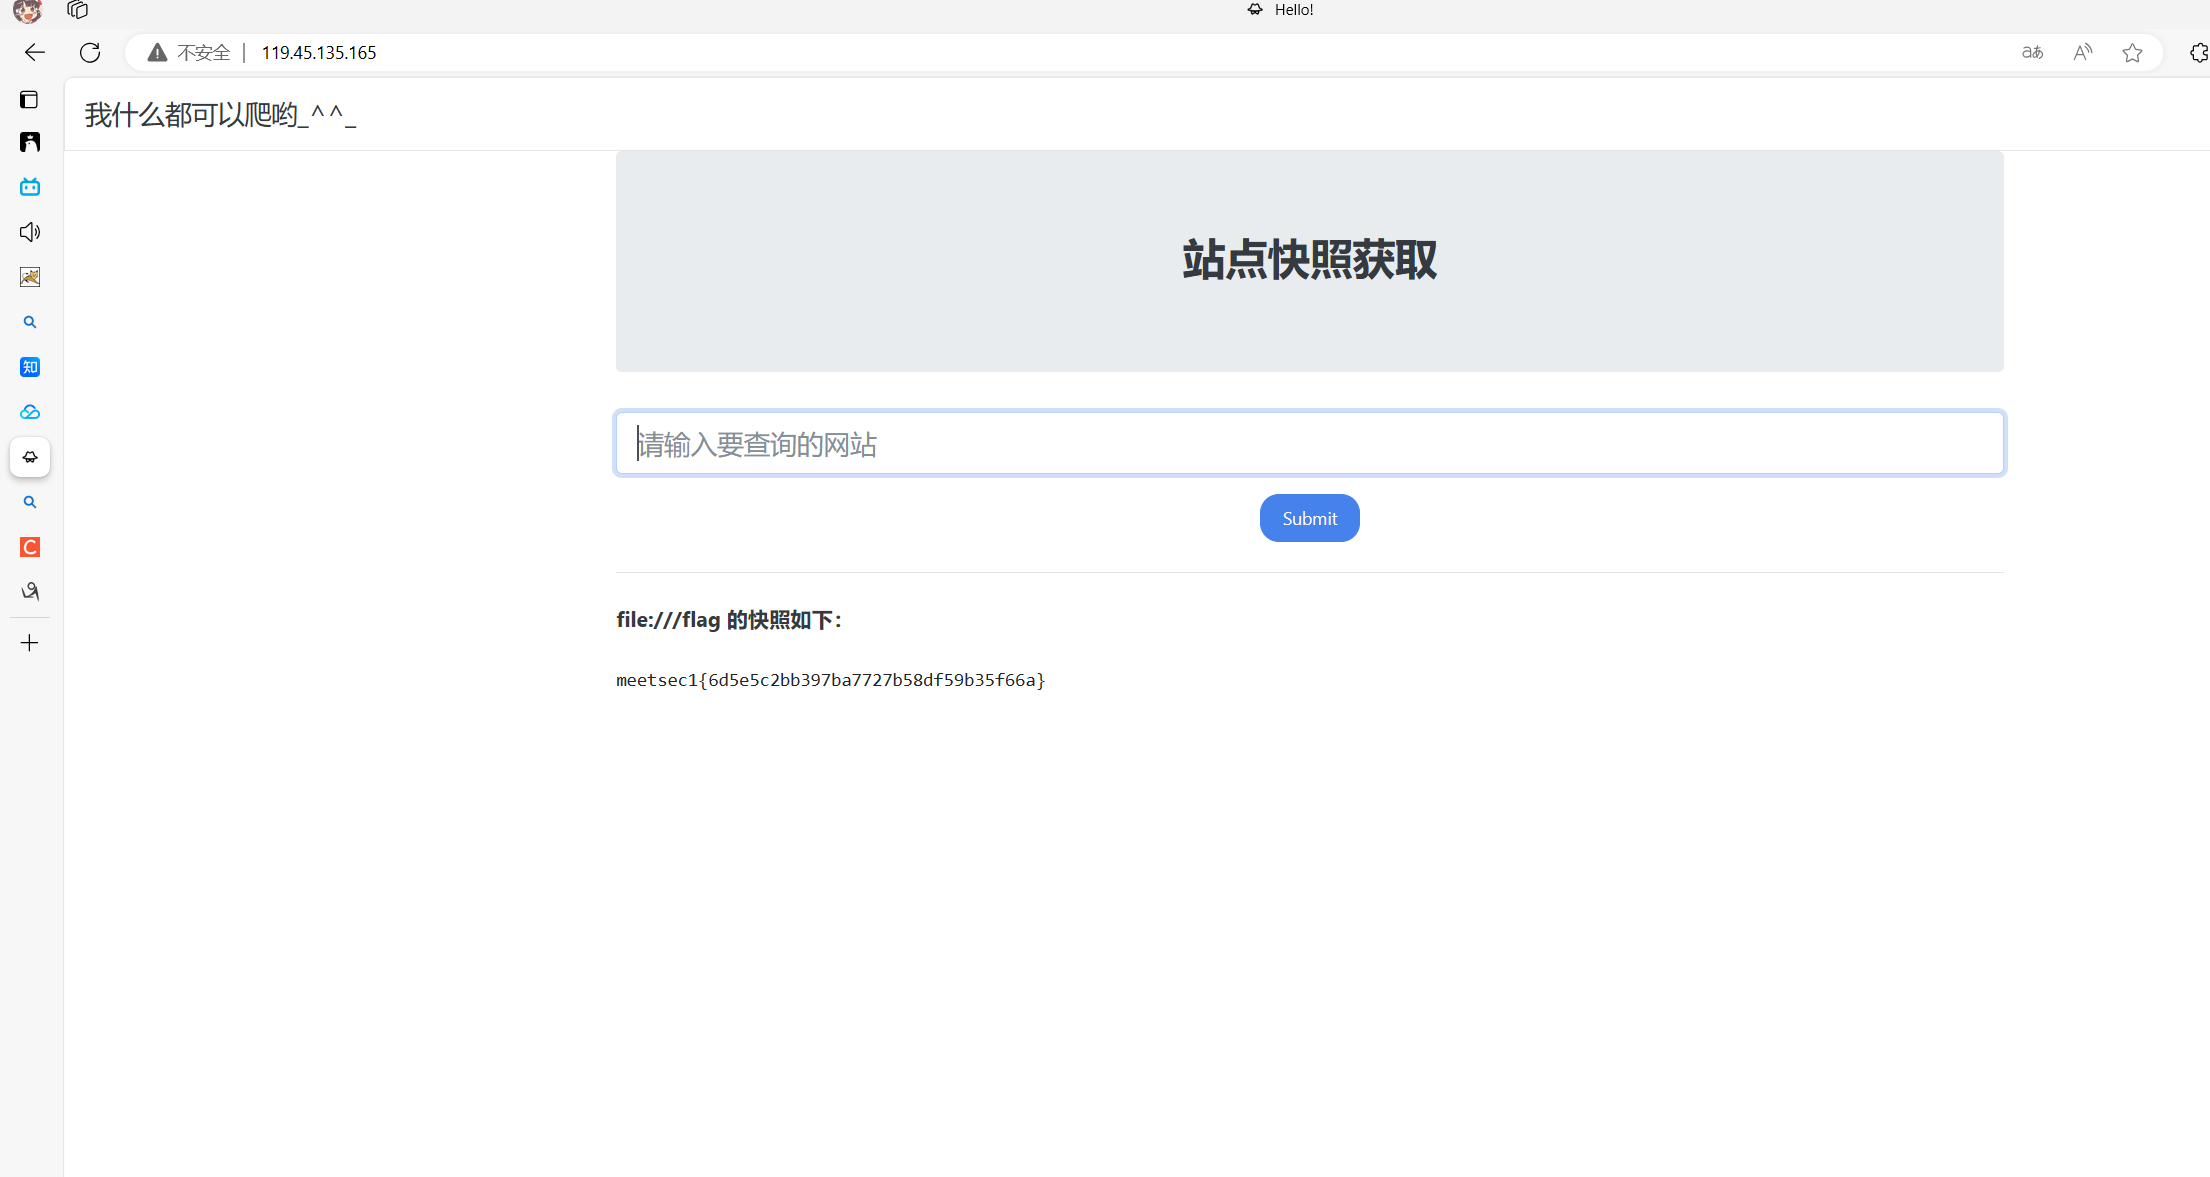 Hello!
不安全 | 119.45.135.165
aあ
A
我什么都可以爬哟_^^_
站点快照获取
请输入要查询的网站
Submit
知
C
file:///flag 的快照如下：
meetsec1{6d5e5c2bb397ba7727b58df59b35f66a}